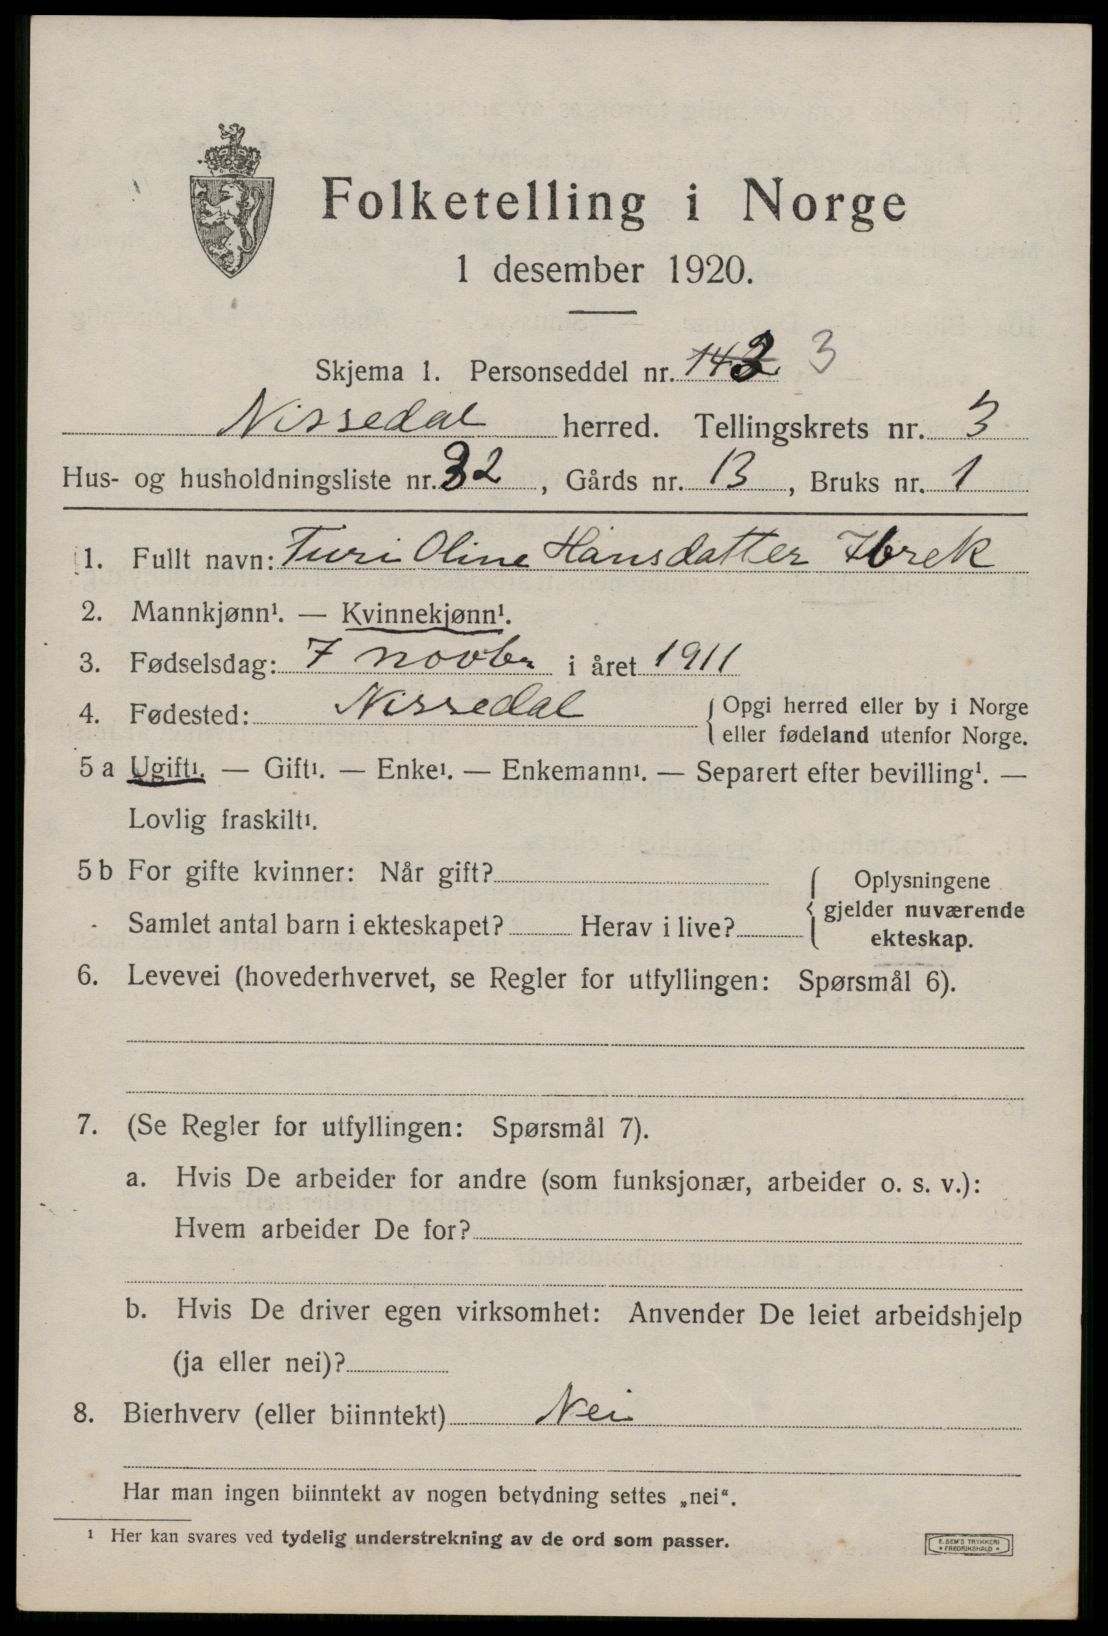 Folketelling i Norge
1 desember 1920.
Skjema 1. Personseddel nr. 3
Nissedal herred. Tellingskrets nr. 3
Hus- og husholdningsliste nr. 32, Gårds nr. 13, Bruks nr. 1
1. Fullt navn: Turi Oline Hansdatter
2. Mannkjønn¹. — Kvinnekjønn¹.
3. Fødselsdag: 7 novbr i året 1911
4. Fødested: Nissedal { Opgi herred eller by i Norge
eller fødeland utenfor Norge.
5 a Ugift¹. — Gift¹. — Enke¹. — Enkemann¹. — Separert efter bevilling¹. —
Lovlig fraskilt¹.
5 b For gifte kvinner: Når gift?
Samlet antal barn i ekteskapet? Herav i live?
{ Oplysningene
gjelder nuværende
ekteskap.
6. Levevei (hovederhvervet, se Regler for utfyllingen: Spørsmål 6).
7. (Se Regler for utfyllingen: Spørsmål 7).
a. Hvis De arbeider for andre (som funksjonær, arbeider o. s. v.):
Hvem arbeider De for?
b. Hvis De driver egen virksomhet: Anvender De leiet arbeidshjelp
(ja eller nei)?
8. Bierhverv (eller biinntekt) Nei
Har man ingen biinntekt av nogen betydning settes „nei“.
¹ Her kan svares ved tydelig understrekning av de ord som passer.
E. SEM'S TRYKKERI
• FREDRIKSHALD •